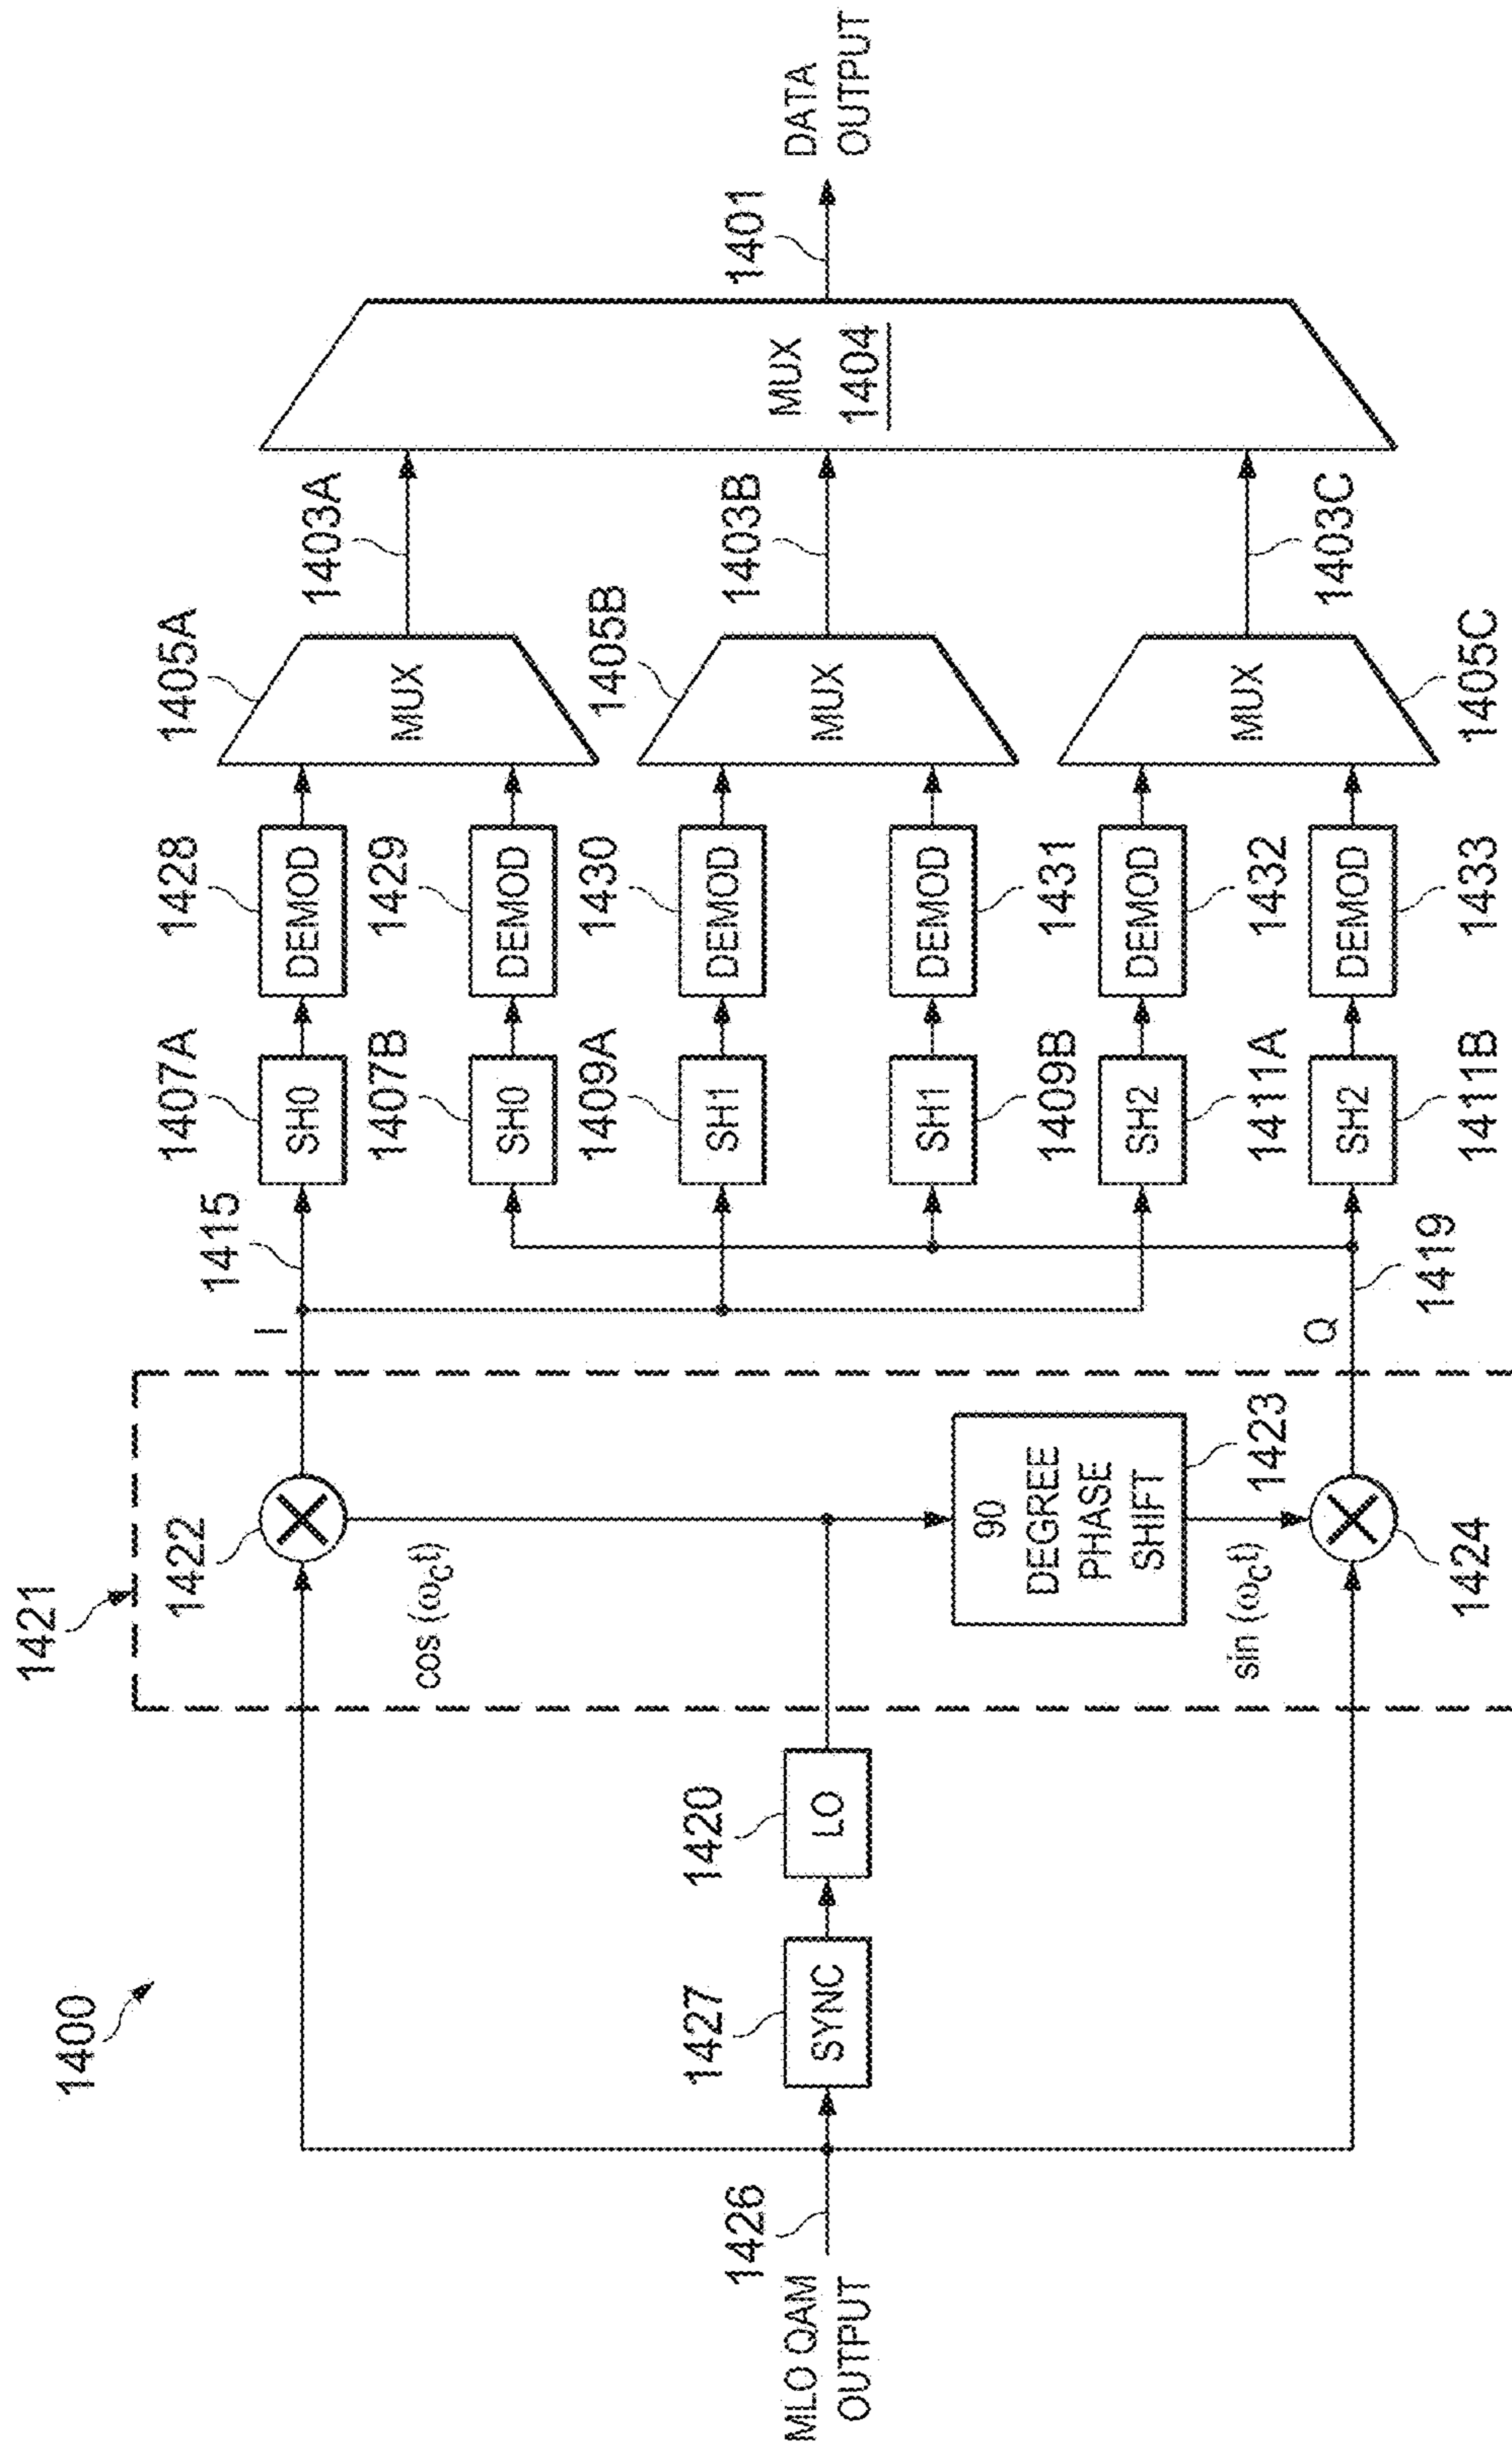 1400
MLO QAM
OUTPUT
1426
1427
SYNC
1420
LO
1421
1422
cos (ωct)
90
DEGREE
PHASE
SHIFT
1423
sin (ωct)
1424
I
1415
Q
1419
1407A
SH0
1428
DEMOD
1407B
SH0
1429
DEMOD
1409A
SH1
1430
DEMOD
SH1
1409B
DEMOD
1431
SH2
1411A
DEMOD
1432
SH2
1411B
DEMOD
1433
1405A
MUX
1405B
MUX
MUX
1405C
1403A
1403B
1403C
MUX
1404
1401
DATA
OUTPUT